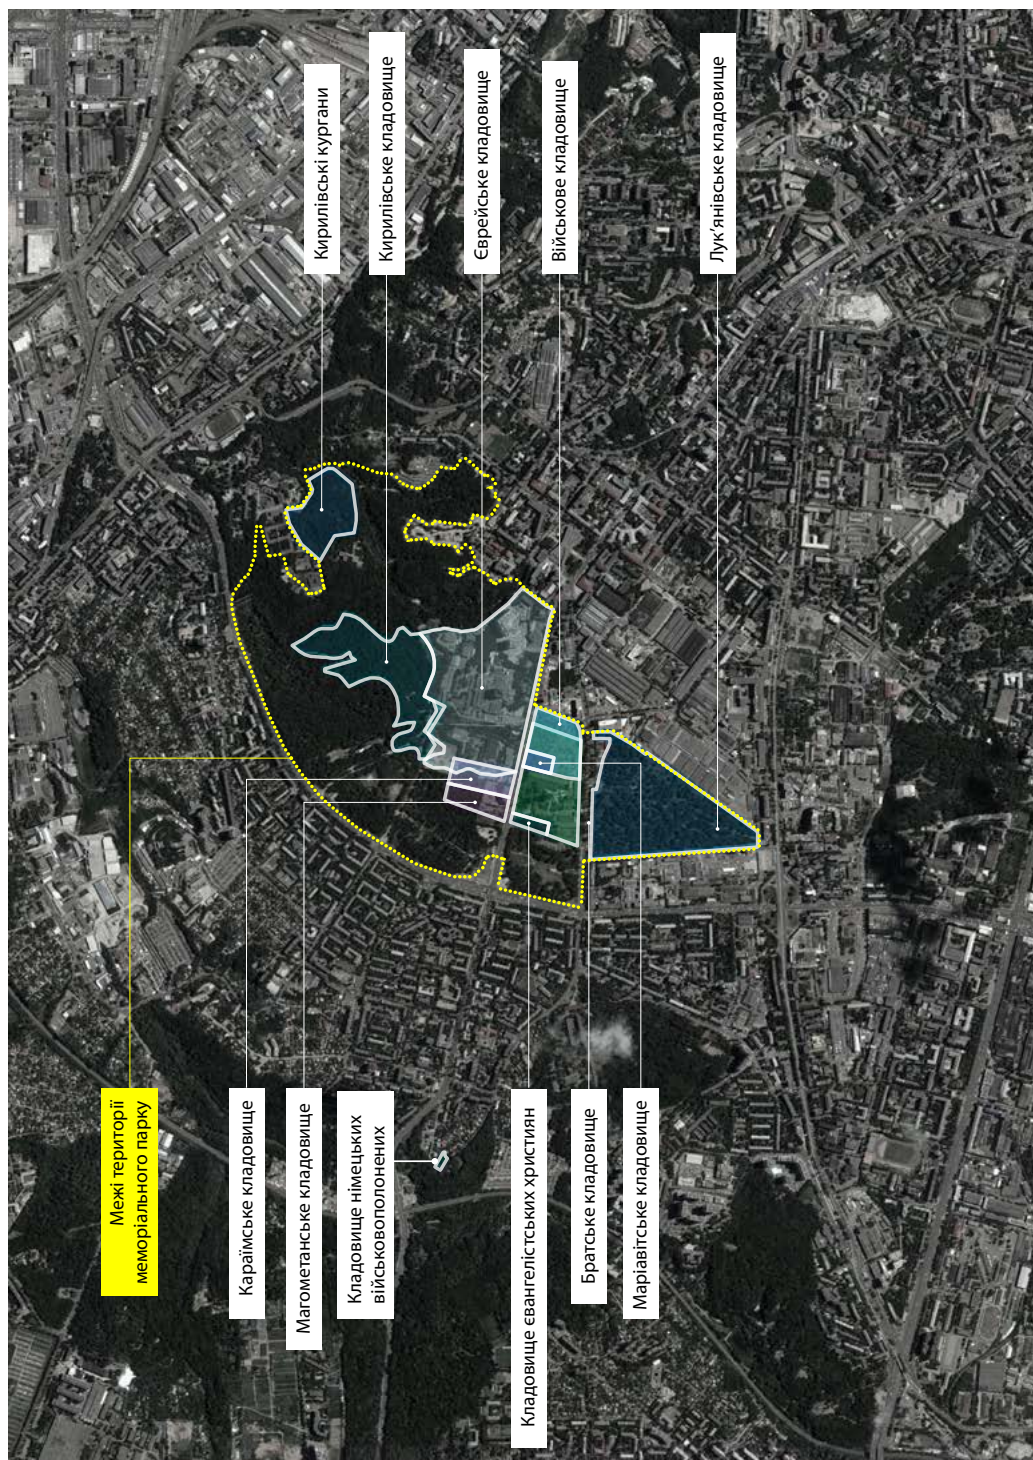 Межі території
меморіального парку
Караїмське кладовище
Магометанське кладовище
Кладовище німецьких
військовополонених
Кладовище євангелістських християн
Братське кладовище
Маріавітське кладовище
Кирилівські кургани
Кирилівське кладовище
Єврейське кладовище
Військове кладовище
Лук‘янівське кладовище